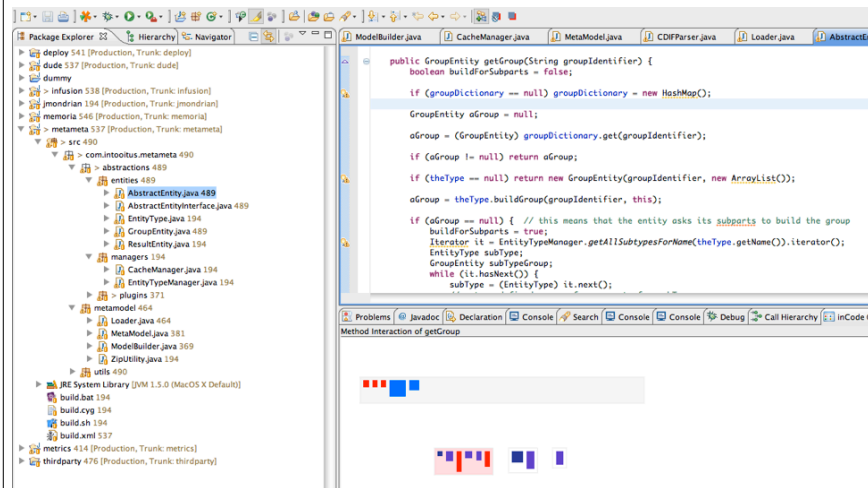 Package Explorer
Hierarchy
Navigator
deploy 541 [Production, Trunk: deploy]
dude 537 [Production, Trunk: dude]
dummy
> infusion 538 [Production, Trunk: infusion]
jmondrian 194 [Production, Trunk: jmondrian]
memoria 546 [Production, Trunk: memoria]
> metameta 537 [Production, Trunk: metameta]
> src 490
> com.intooitus.metameta 490
> abstractions 489
entities 489
AbstractEntity.java 489
AbstractEntityInterface.java 489
EntityType.java 194
GroupEntity.java 489
ResultEntity.java 194
managers 194
CacheManager.java 194
EntityTypeManager.java 194
> plugins 371
metamodel 464
Loader.java 464
MetaModel.java 381
ModelBuilder.java 369
ZipUtility.java 194
utils 490
JRE System Library [JVM 1.5.0 (MacOS X Default)]
build.bat 194
build.cyg 194
build.sh 194
build.xml 537
metrics 414 [Production, Trunk: metrics]
thirdparty 476 [Production, Trunk: thirdparty]
ModelBuilder.java
CacheManager.java
MetaModel.java
CDIFParser.java
Loader.java
AbstractEn
public GroupEntity getGroup(String groupIdentifier) {
boolean buildForSubparts = false;
if (groupDictionary == null) groupDictionary = new HashMap();
GroupEntity aGroup = null;
aGroup = (GroupEntity) groupDictionary.get(groupIdentifier);
if (aGroup != null) return aGroup;
if (theType == null) return new GroupEntity(groupIdentifier, new ArrayList());
aGroup = theType.buildGroup(groupIdentifier, this);
if (aGroup == null) { // this means that the entity asks its subparts to build the group
buildForSubparts = true;
Iterator it = EntityTypeManager.getAllSubtypesForName(theType.getName()).iterator();
EntityType subType;
GroupEntity subTypeGroup;
while (it.hasNext()) {
subType = (EntityType) it.next();
Problems
@ Javadoc
Declaration
Console
Search
Console
Console
Debug
Call Hierarchy
inCode
Method Interaction of getGroup